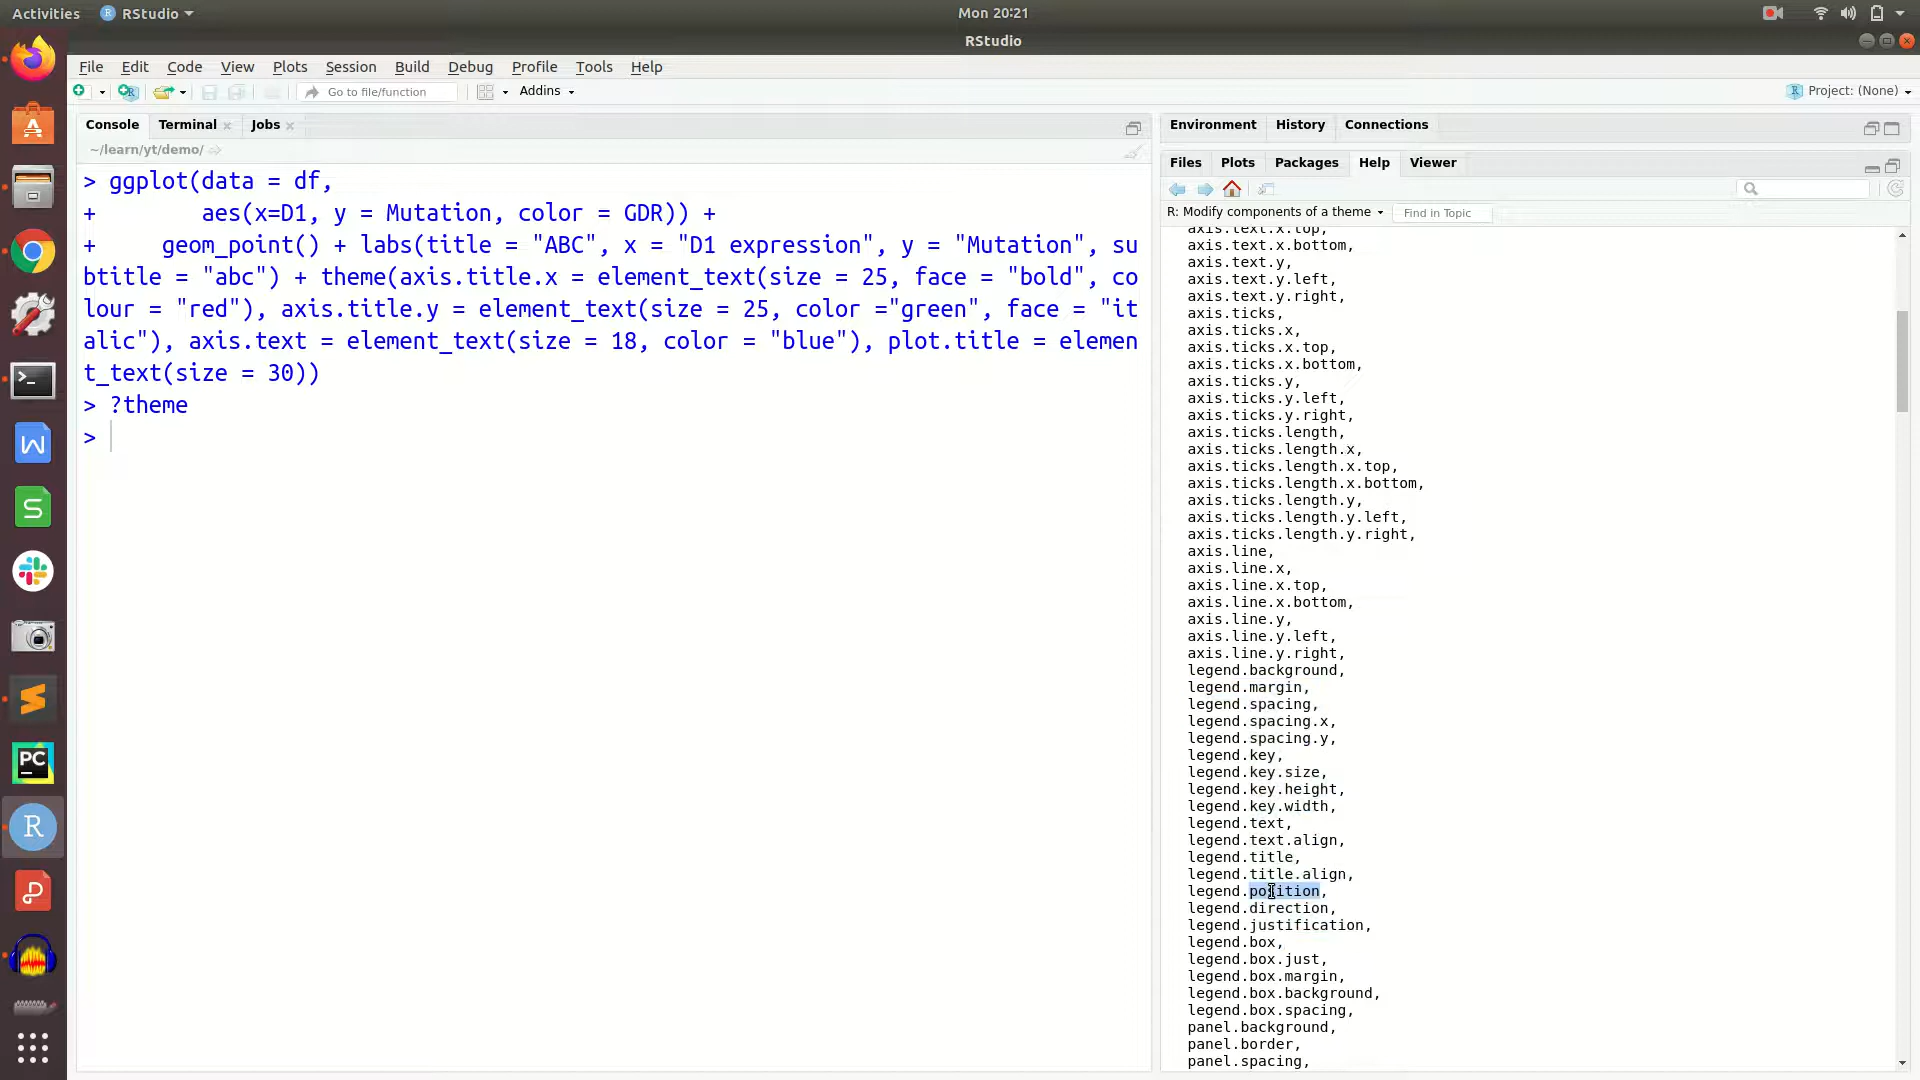 Activities RStudio Mon 20:21
RStudio
File Edit Code View Plots Session Build Debug Profile Tools Help
Go to file/function Addins Project: (None)
Console Terminal Jobs
~/learn/yt/demo/
> ggplot(data = df,
+        aes(x=D1, y = Mutation, color = GDR)) +
+     geom_point() + labs(title = "ABC", x = "D1 expression", y = "Mutation", su
btitle = "abc") + theme(axis.title.x = element_text(size = 25, face = "bold", co
lour = "red"), axis.title.y = element_text(size = 25, color ="green", face = "it
alic"), axis.text = element_text(size = 18, color = "blue"), plot.title = elemen
t_text(size = 30))
> ?theme
>
Environment History Connections
Files Plots Packages Help Viewer
R: Modify components of a theme Find in Topic
axis.text.x.top,
axis.text.x.bottom,
axis.text.y,
axis.text.y.left,
axis.text.y.right,
axis.ticks,
axis.ticks.x,
axis.ticks.x.top,
axis.ticks.x.bottom,
axis.ticks.y,
axis.ticks.y.left,
axis.ticks.y.right,
axis.ticks.length,
axis.ticks.length.x,
axis.ticks.length.x.top,
axis.ticks.length.x.bottom,
axis.ticks.length.y,
axis.ticks.length.y.left,
axis.ticks.length.y.right,
axis.line,
axis.line.x,
axis.line.x.top,
axis.line.x.bottom,
axis.line.y,
axis.line.y.left,
axis.line.y.right,
legend.background,
legend.margin,
legend.spacing,
legend.spacing.x,
legend.spacing.y,
legend.key,
legend.key.size,
legend.key.height,
legend.key.width,
legend.text,
legend.text.align,
legend.title,
legend.title.align,
legend.position,
legend.direction,
legend.justification,
legend.box,
legend.box.just,
legend.box.margin,
legend.box.background,
legend.box.spacing,
panel.background,
panel.border,
panel.spacing,
W
S
PC
R